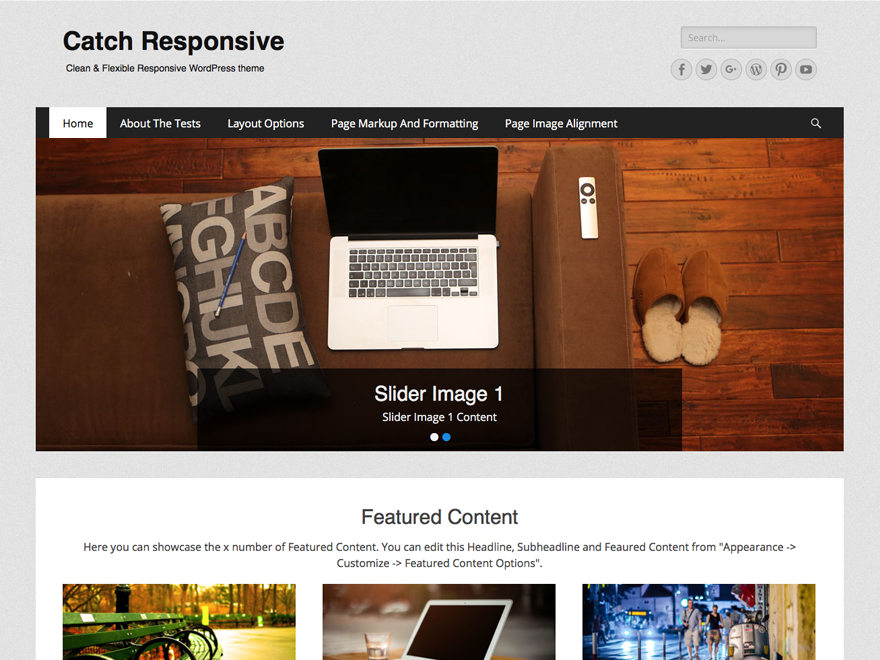 Catch Responsive
Clean & Flexible Responsive WordPress theme
Search...
Home
About The Tests
Layout Options
Page Markup And Formatting
Page Image Alignment
ABCDE
FGHIJKL
Slider Image 1
Slider Image 1 Content
Featured Content
Here you can showcase the x number of Featured Content. You can edit this Headline, Subheadline and Feaured Content from "Appearance ->
Customize -> Featured Content Options".